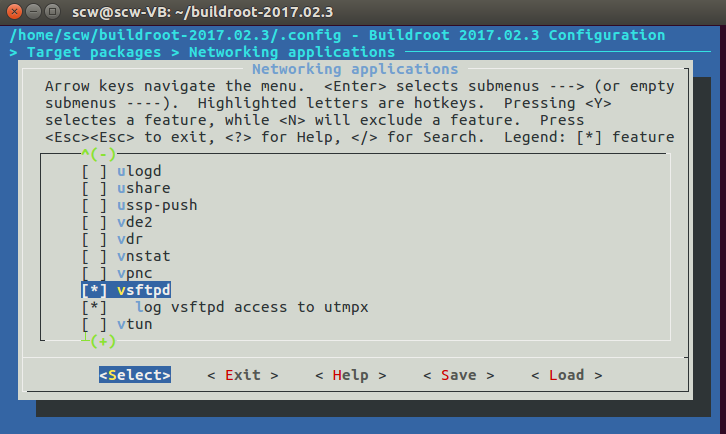 scw@scw-VB: ~/buildroot-2017.02.3
/home/scw/buildroot-2017.02.3/.config - Buildroot 2017.02.3 Configuration
> Target packages > Networking applications
Networking applications
Arrow keys navigate the menu.  <Enter> selects submenus ---> (or empty
submenus ----).  Highlighted letters are hotkeys.  Pressing <Y>
selectes a feature, while <N> will exclude a feature.  Press
<Esc><Esc> to exit, <?> for Help, </> for Search.  Legend: [*] feature
^(-)
[ ] ulogd
[ ] ushare
[ ] ussp-push
[ ] vde2
[ ] vdr
[ ] vnstat
[ ] vpnc
[*] vsftpd
[*]   log vsftpd access to utmpx
[ ] vtun
(+)
<Select>    < Exit >    < Help >    < Save >    < Load >